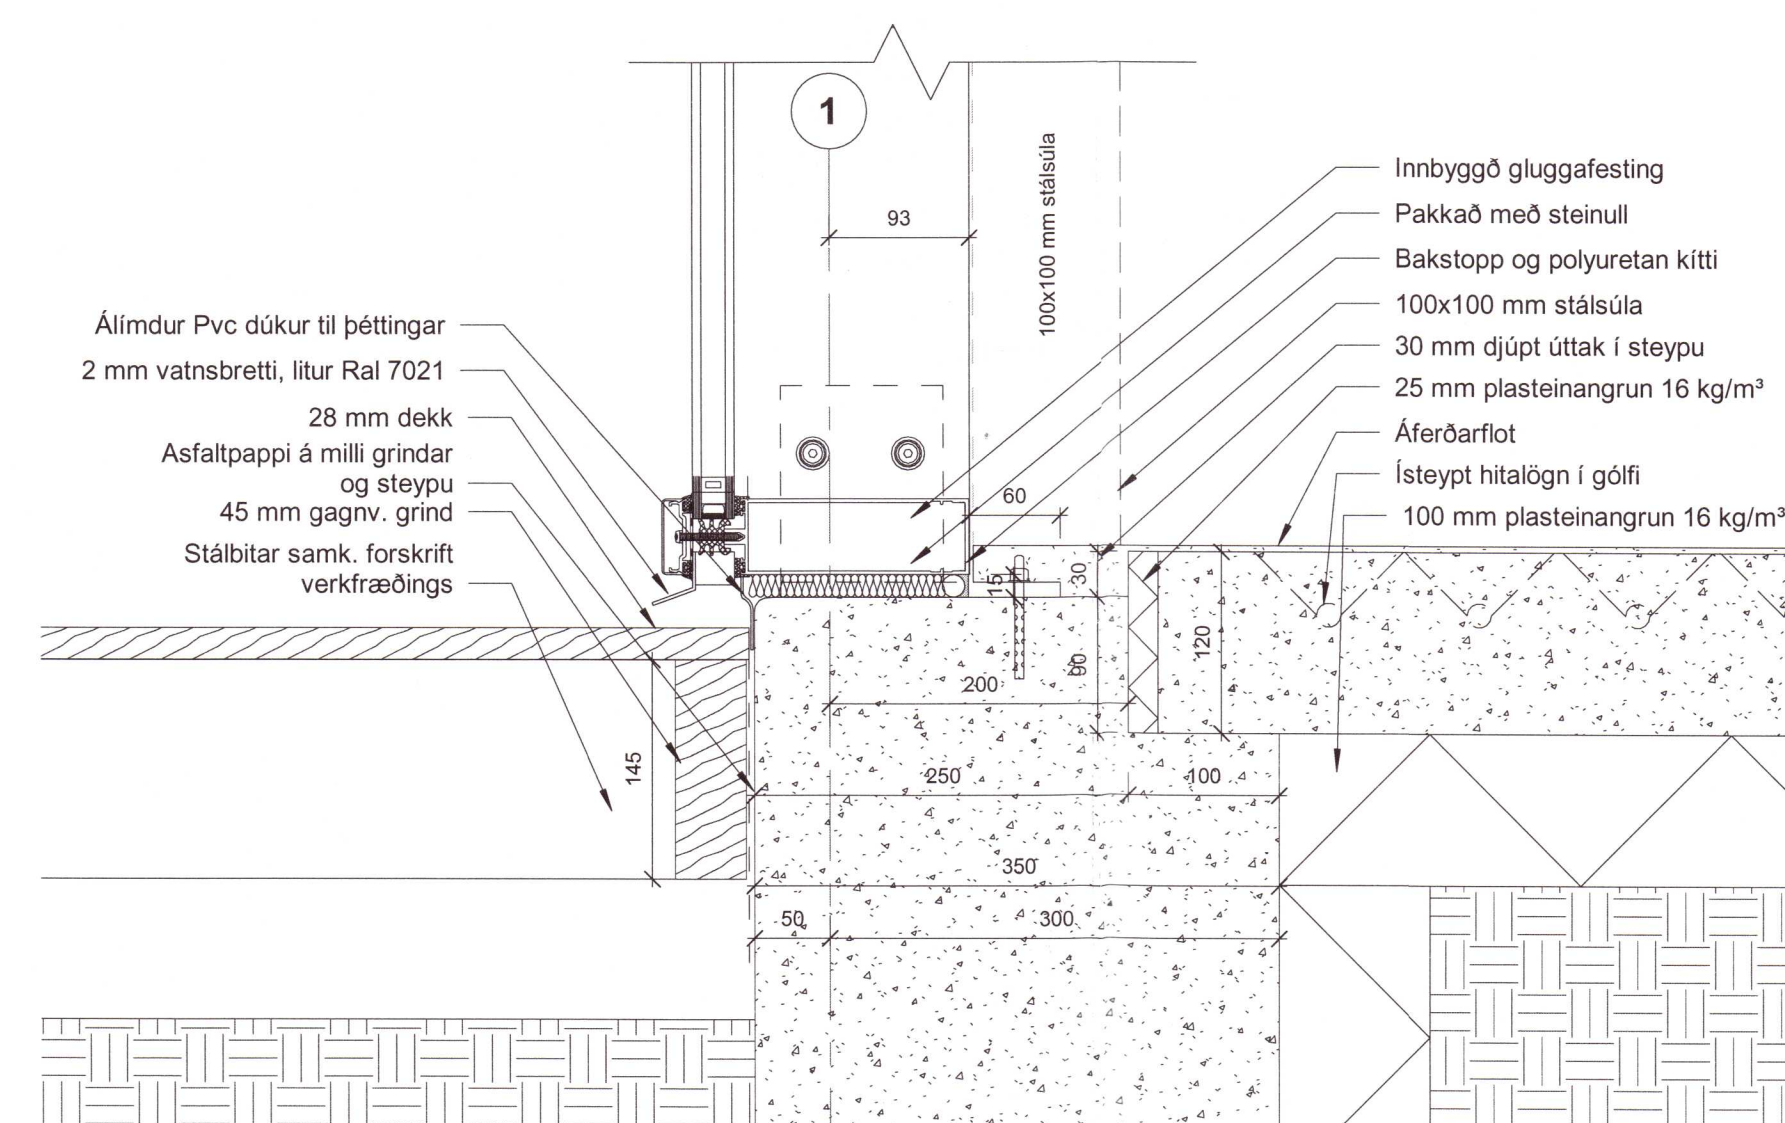 1
93
100x100 mm stálsúla
Innbyggð gluggafesting
Pakkað með steinull
Bakstopp og polyuretan kítti
100x100 mm stálsúla
30 mm djúpt úttak í steypu
25 mm plasteinangrun 16 kg/m³
Áferðarflot
Ísteypt hitalögn í gólfi
100 mm plasteinangrun 16 kg/m³
Álímdur Pvc dúkur til þéttingar
2 mm vatnsbretti, litur Ral 7021
28 mm dekk
Asfaltpappi á milli grindar
og steypu
45 mm gagnv. grind
Stálbitar samk. forskrift
verkfræðings
60
15
30
120
90
200
145
250
100
350
50
300